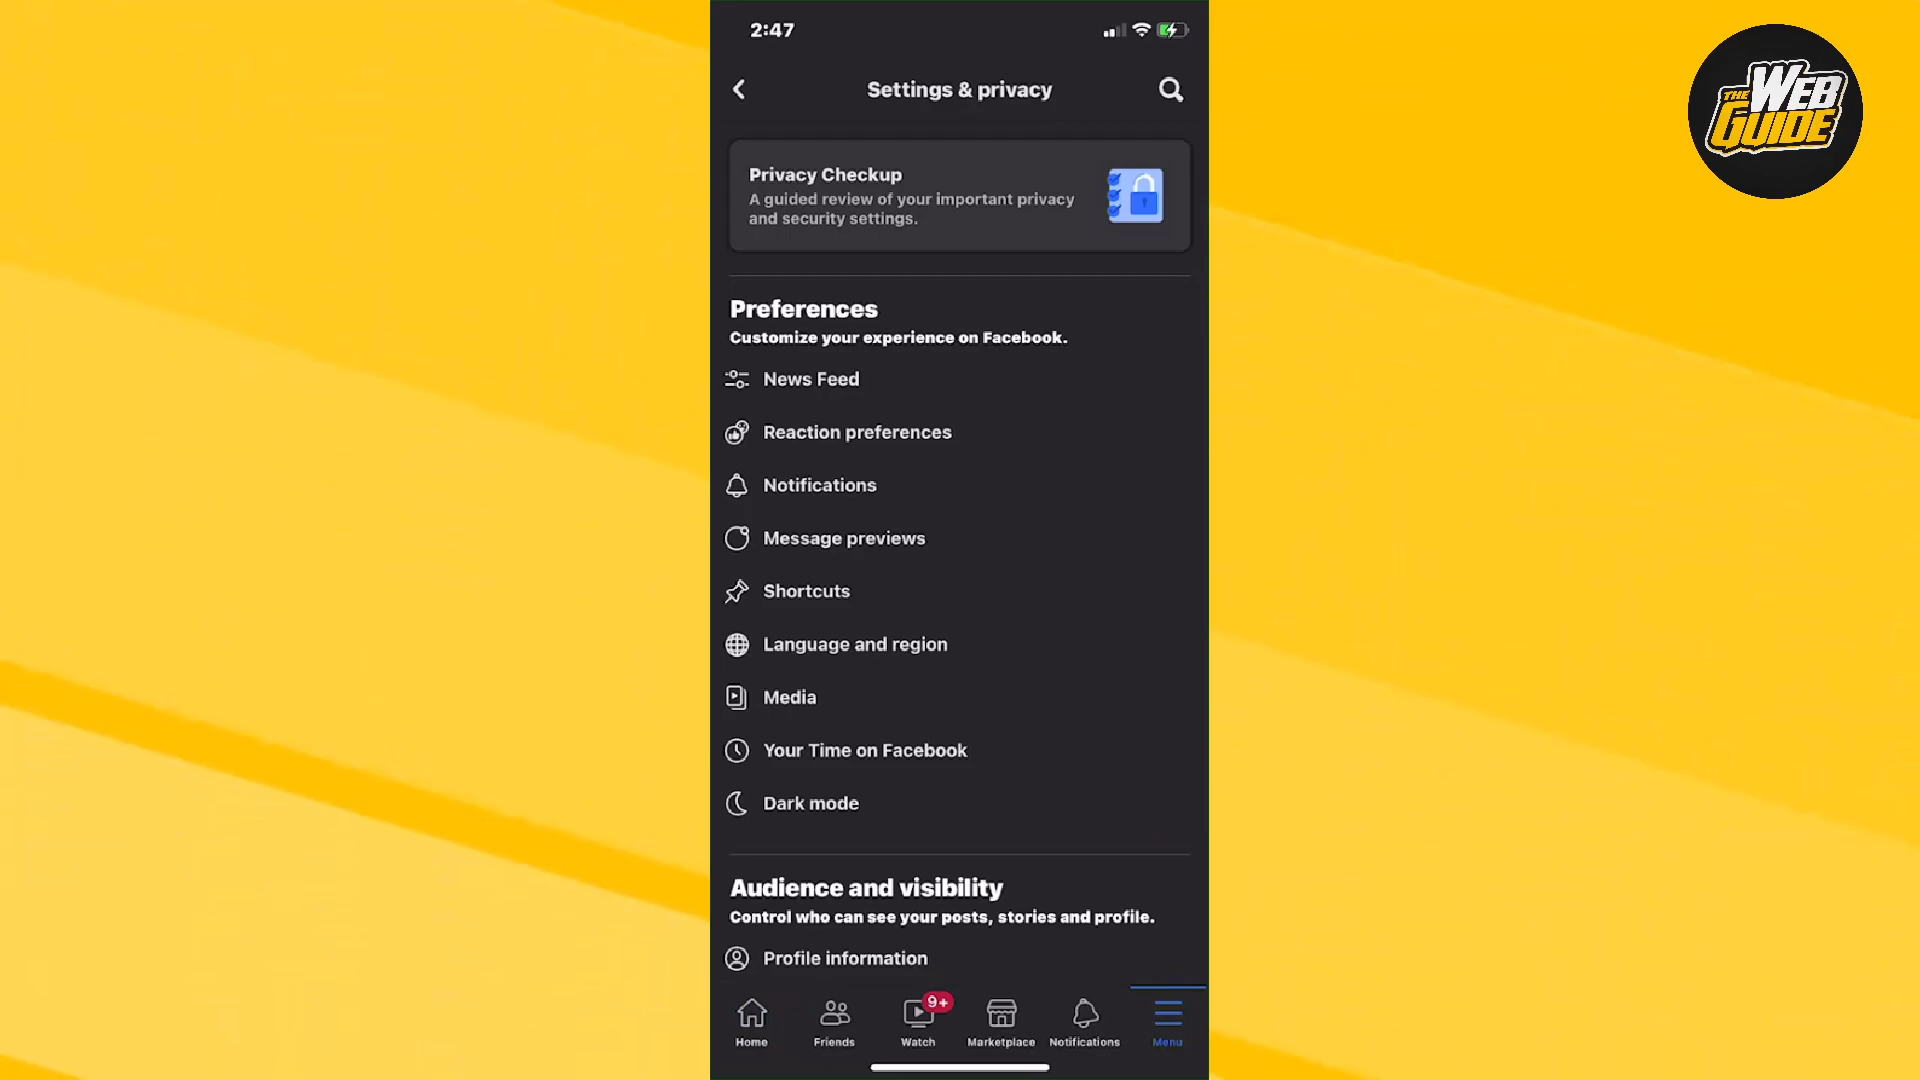 2:47
Settings & privacy
THE WEB
GUIDE
Privacy Checkup
A guided review of your important privacy
and security settings.
Preferences
Customize your experience on Facebook.
News Feed
Reaction preferences
Notifications
Message previews
Shortcuts
Language and region
Media
Your Time on Facebook
Dark mode
Audience and visibility
Control who can see your posts, stories and profile.
Profile information
9+
Home Friends Watch Marketplace Notifications Menu